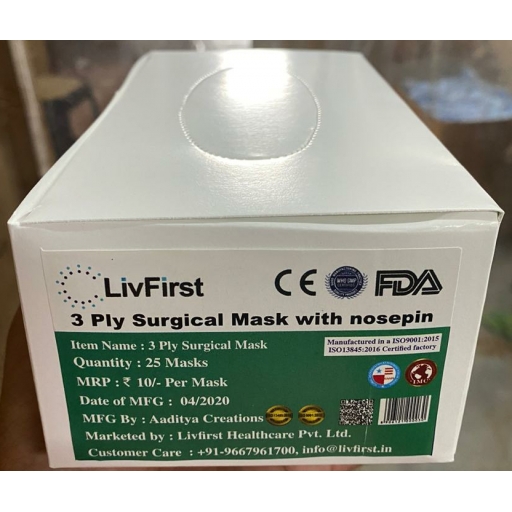 LivFirst
CE
FDA
3 Ply Surgical Mask with nosepin
Item Name : 3 Ply Surgical Mask
Manufactured in a ISO9001:2015
ISO13845:2016 Certified factory
Quantity : 25 Masks
MRP : ₹ 10/- Per Mask
Date of MFG : 04/2020
IMC
MFG By : Aaditya Creations
Marketed by : Livfirst Healthcare Pvt. Ltd.
Customer Care : +91-9667961700, info@livfirst.in